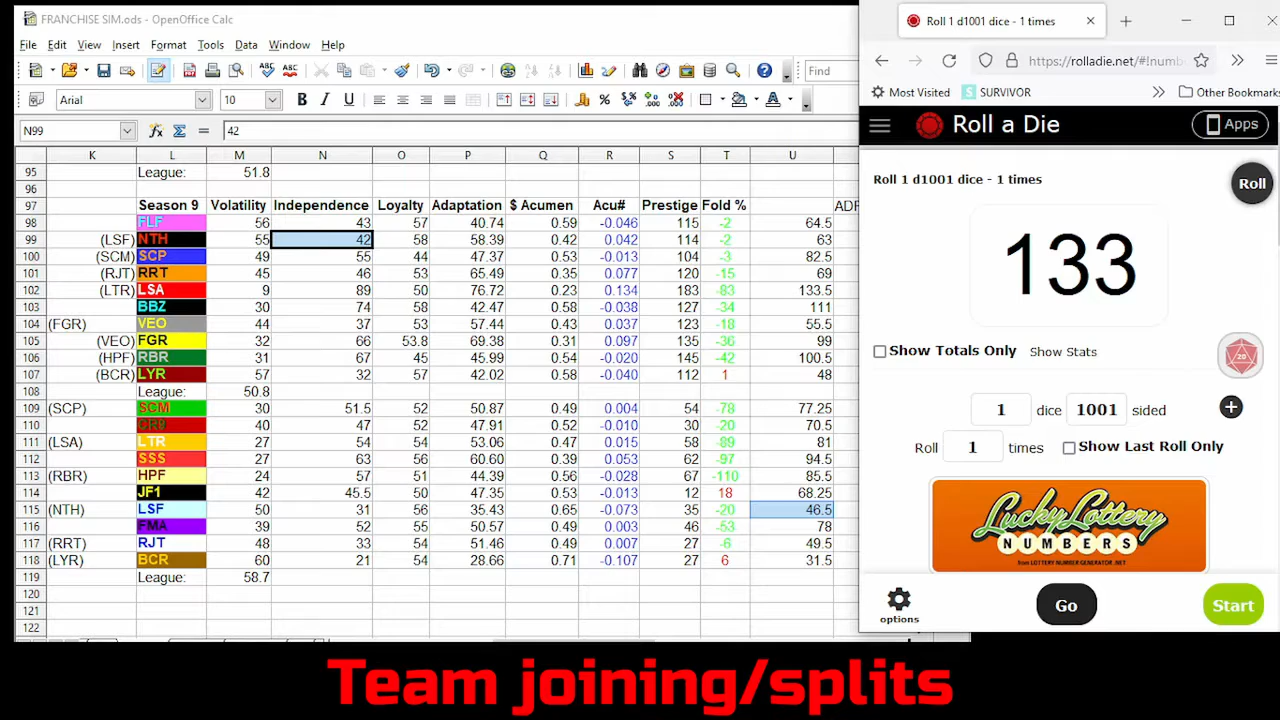 FRANCHISE SIM.ods - OpenOffice Calc
File Edit View Insert Format Tools Data Window Help
Find
Arial 10 B I U
N99 42
K L M N O P Q R S T U
95 League: 51.8
96
97 Season 9 Volatility Independence Loyalty Adaptation $ Acumen Acu# Prestige Fold %
98 FLF 56 43 57 40.74 0.59 -0.046 115 -2 64.5
99 (LSF) NTH 55 42 58 58.39 0.42 0.042 114 -2 63
100 (SCM) SCP 49 55 44 47.37 0.53 -0.013 104 -3 82.5
101 (RJT) RRT 45 46 53 65.49 0.35 0.077 120 -15 69
102 (LTR) LSA 9 89 50 76.72 0.23 0.134 183 -83 133.5
103 BBZ 30 74 58 42.47 0.58 -0.038 127 -34 111
104 (FGR) VEO 44 37 53 57.44 0.43 0.037 123 -18 55.5
105 (VEO) FGR 32 66 53.8 69.38 0.31 0.097 135 -36 99
106 (HPF) RBR 31 67 45 45.99 0.54 -0.020 145 -42 100.5
107 (BCR) LYR 57 32 57 42.02 0.58 -0.040 112 1 48
108 League: 50.8
109 (SCP) SCM 30 51.5 52 50.87 0.49 0.004 54 -78 77.25
110 CR9 40 47 52 47.91 0.52 -0.010 30 -20 70.5
111 (LSA) LTR 27 54 54 53.06 0.47 0.015 58 -89 81
112 SSS 27 63 56 60.60 0.39 0.053 62 -97 94.5
113 (RBR) HPF 24 57 51 44.39 0.56 -0.028 67 -110 85.5
114 JF1 42 45.5 50 47.35 0.53 -0.013 12 18 68.25
115 (NTH) LSF 50 31 56 35.43 0.65 -0.073 35 -20 46.5
116 FMA 39 52 55 50.57 0.49 0.003 46 -53 78
117 (RRT) RJT 48 33 54 51.46 0.49 0.007 27 -6 49.5
118 (LYR) BCR 60 21 54 28.66 0.71 -0.107 27 6 31.5
119 League: 58.7
120
121
122
Roll 1 d1001 dice - 1 times
https://rolladie.net/#!numb
Most Visited SURVIVOR Other Bookmarks
Roll a Die Apps
Roll 1 d1001 dice - 1 times
Roll
133
Show Totals Only Show Stats
20
1 dice 1001 sided
Roll 1 times Show Last Roll Only
Lucky Lottery
NUMBERS
from LOTTERY NUMBER GENERATOR .NET
options Go Start
Team joining/splits